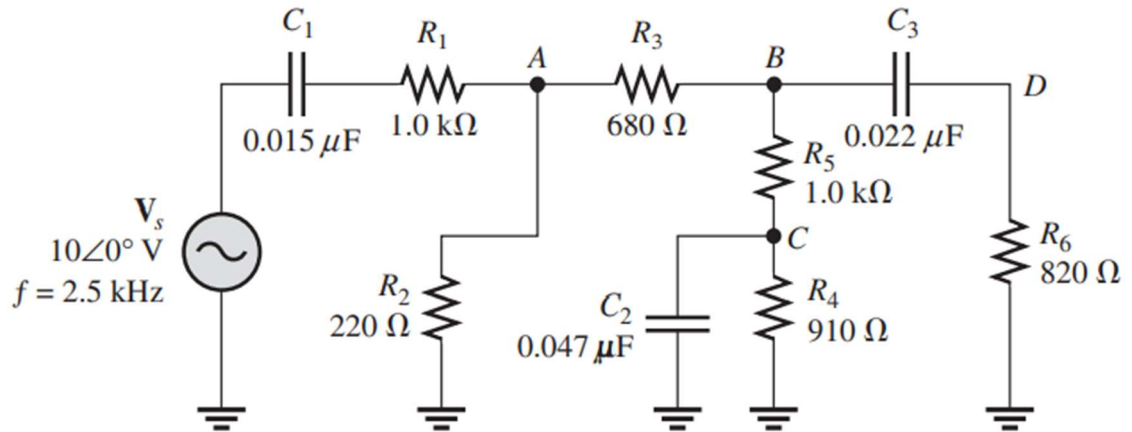 C₁
R₁
A
R₃
B
C₃
D
0.015 μF
1.0 kΩ
680 Ω
0.022 μF
R₅
1.0 kΩ
Vₛ
10∠0° V
f = 2.5 kHz
C
R₂
220 Ω
C₂
0.047 μF
R₄
910 Ω
R₆
820 Ω